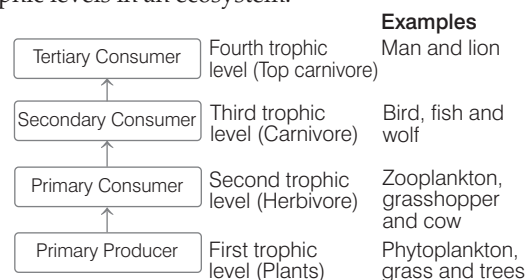 phic levels in an ecosystem.
Examples
Tertiary Consumer
Fourth trophic
level (Top carnivore)
Man and lion
Secondary Consumer
Third trophic
level (Carnivore)
Bird, fish and
wolf
Primary Consumer
Second trophic
level (Herbivore)
Zooplankton,
grasshopper
and cow
Primary Producer
First trophic
level (Plants)
Phytoplankton,
grass and trees